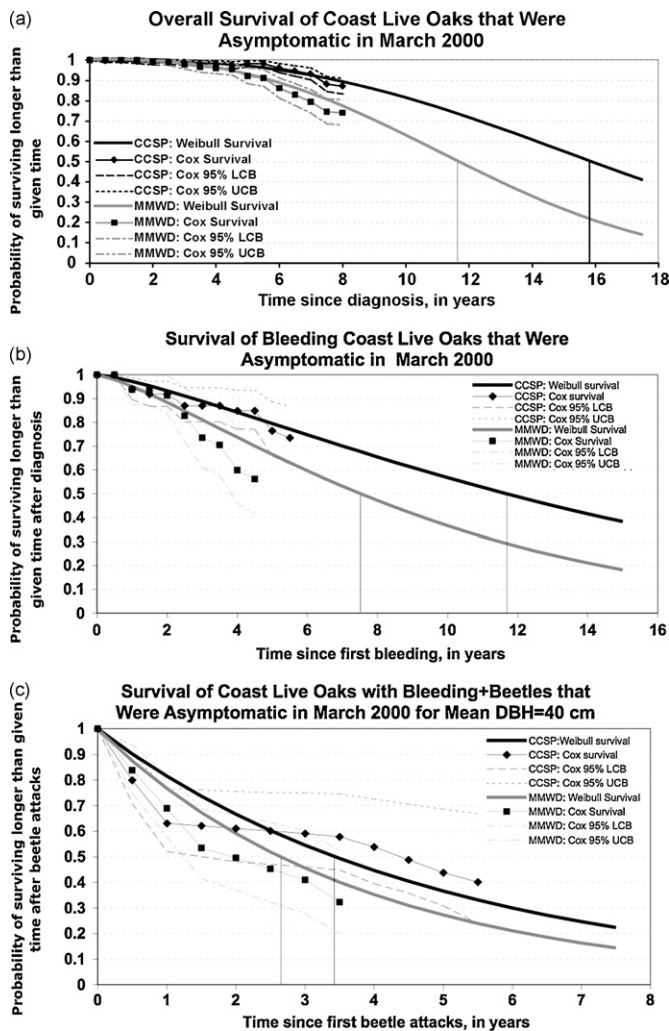 (a)
Overall Survival of Coast Live Oaks that Were
Asymptomatic in March 2000
Probability of surviving longer than
given time
1
0.9
0.8
0.7
0.6
0.5
0.4
0.3
0.2
0.1
0
CCSP: Weibull Survival
CCSP: Cox Survival
CCSP: Cox 95% LCB
CCSP: Cox 95% UCB
MMWD: Weibull Survival
MMWD: Cox Survival
MMWD: Cox 95% LCB
MMWD: Cox 95% UCB
0 2 4 6 8 10 12 14 16 18
Time since diagnosis, in years
(b)
Survival of Bleeding Coast Live Oaks that Were
Asymptomatic in March 2000
Probability of surviving longer than
given time after diagnosis
1
0.9
0.8
0.7
0.6
0.5
0.4
0.3
0.2
0.1
0
CCSP: Weibull survival
CCSP: Cox survival
CCSP: Cox 95% LCB
CCSP: Cox 95% UCB
MMWD: Weibull Survival
MMWD: Cox Survival
MMWD: Cox 95% LCB
MMWD: Cox 95% UCB
0 2 4 6 8 10 12 14 16
Time since first bleeding, in years
(c)
Survival of Coast Live Oaks with Bleeding+Beetles that
Were Asymptomatic in March 2000 for Mean DBH=40 cm
Probability of surviving longer than given
time after beetle attacks
1
0.9
0.8
0.7
0.6
0.5
0.4
0.3
0.2
0.1
0
CCSP:Weibull survival
CCSP: Cox survival
CCSP: Cox 95% LCB
CCSP: Cox 95% UCB
MMWD: Weibull Survival
MMWD: Cox Survival
MMWD: Cox 95% LCB
MMWD: Cox 95% UCB
0 1 2 3 4 5 6 7 8
Time since first beetle attacks, in years